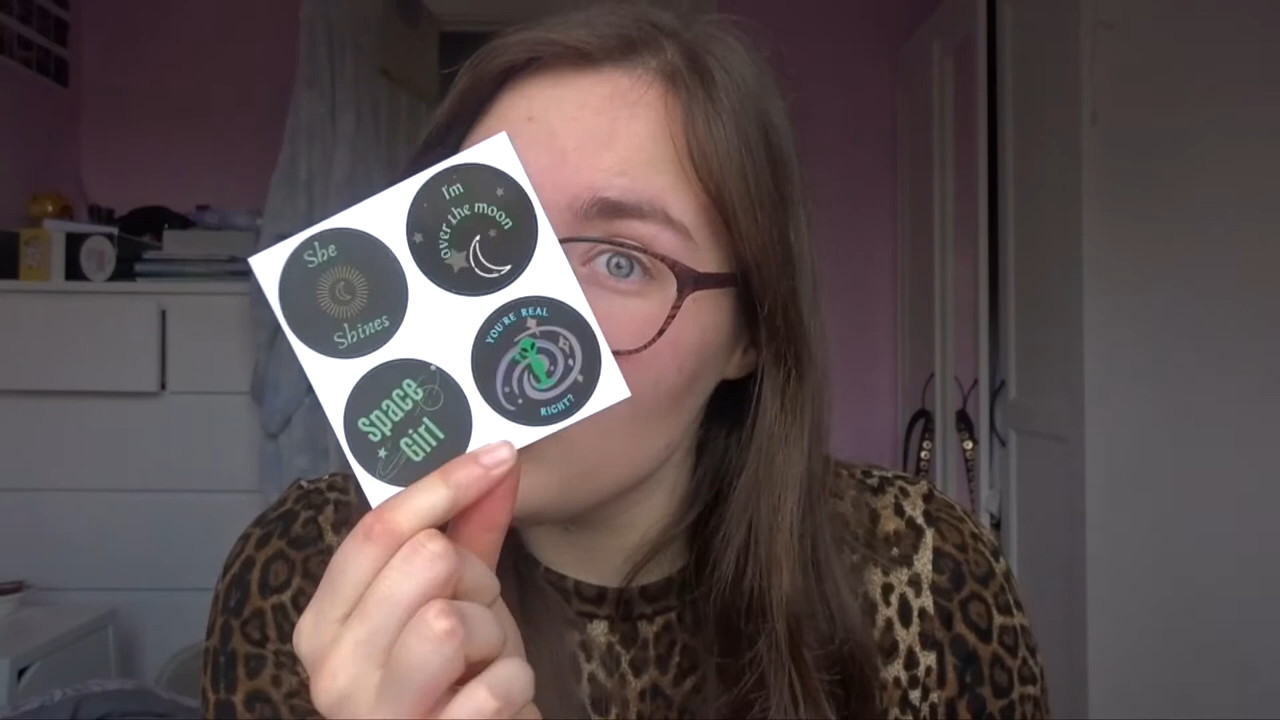 She
Shines
I'm
over the moon
Space
Girl
YOU'RE REAL
RIGHT?